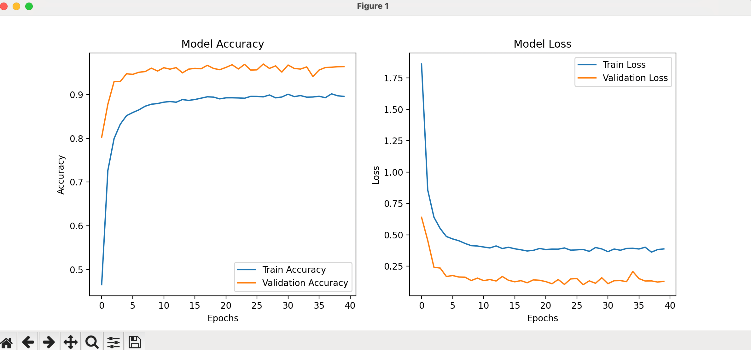 Figure 1
Model Accuracy
Accuracy
0.9
0.8
0.7
0.6
0.5
Train Accuracy
Validation Accuracy
0 5 10 15 20 25 30 35 40
Epochs
Model Loss
Loss
1.75
1.50
1.25
1.00
0.75
0.50
0.25
Train Loss
Validation Loss
0 5 10 15 20 25 30 35 40
Epochs